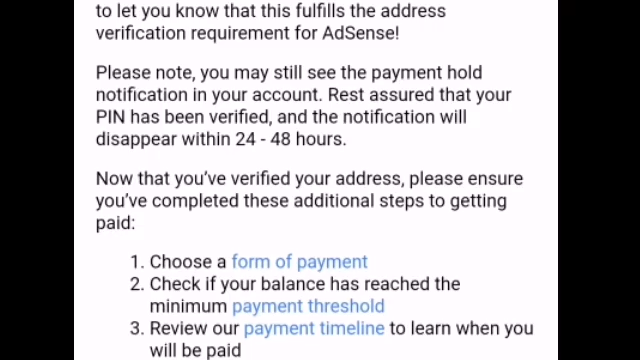 to let you know that this fulfills the address
verification requirement for AdSense!
Please note, you may still see the payment hold
notification in your account. Rest assured that your
PIN has been verified, and the notification will
disappear within 24 - 48 hours.
Now that you’ve verified your address, please ensure
you’ve completed these additional steps to getting
paid:
1. Choose a form of payment
2. Check if your balance has reached the
minimum payment threshold
3. Review our payment timeline to learn when you
will be paid